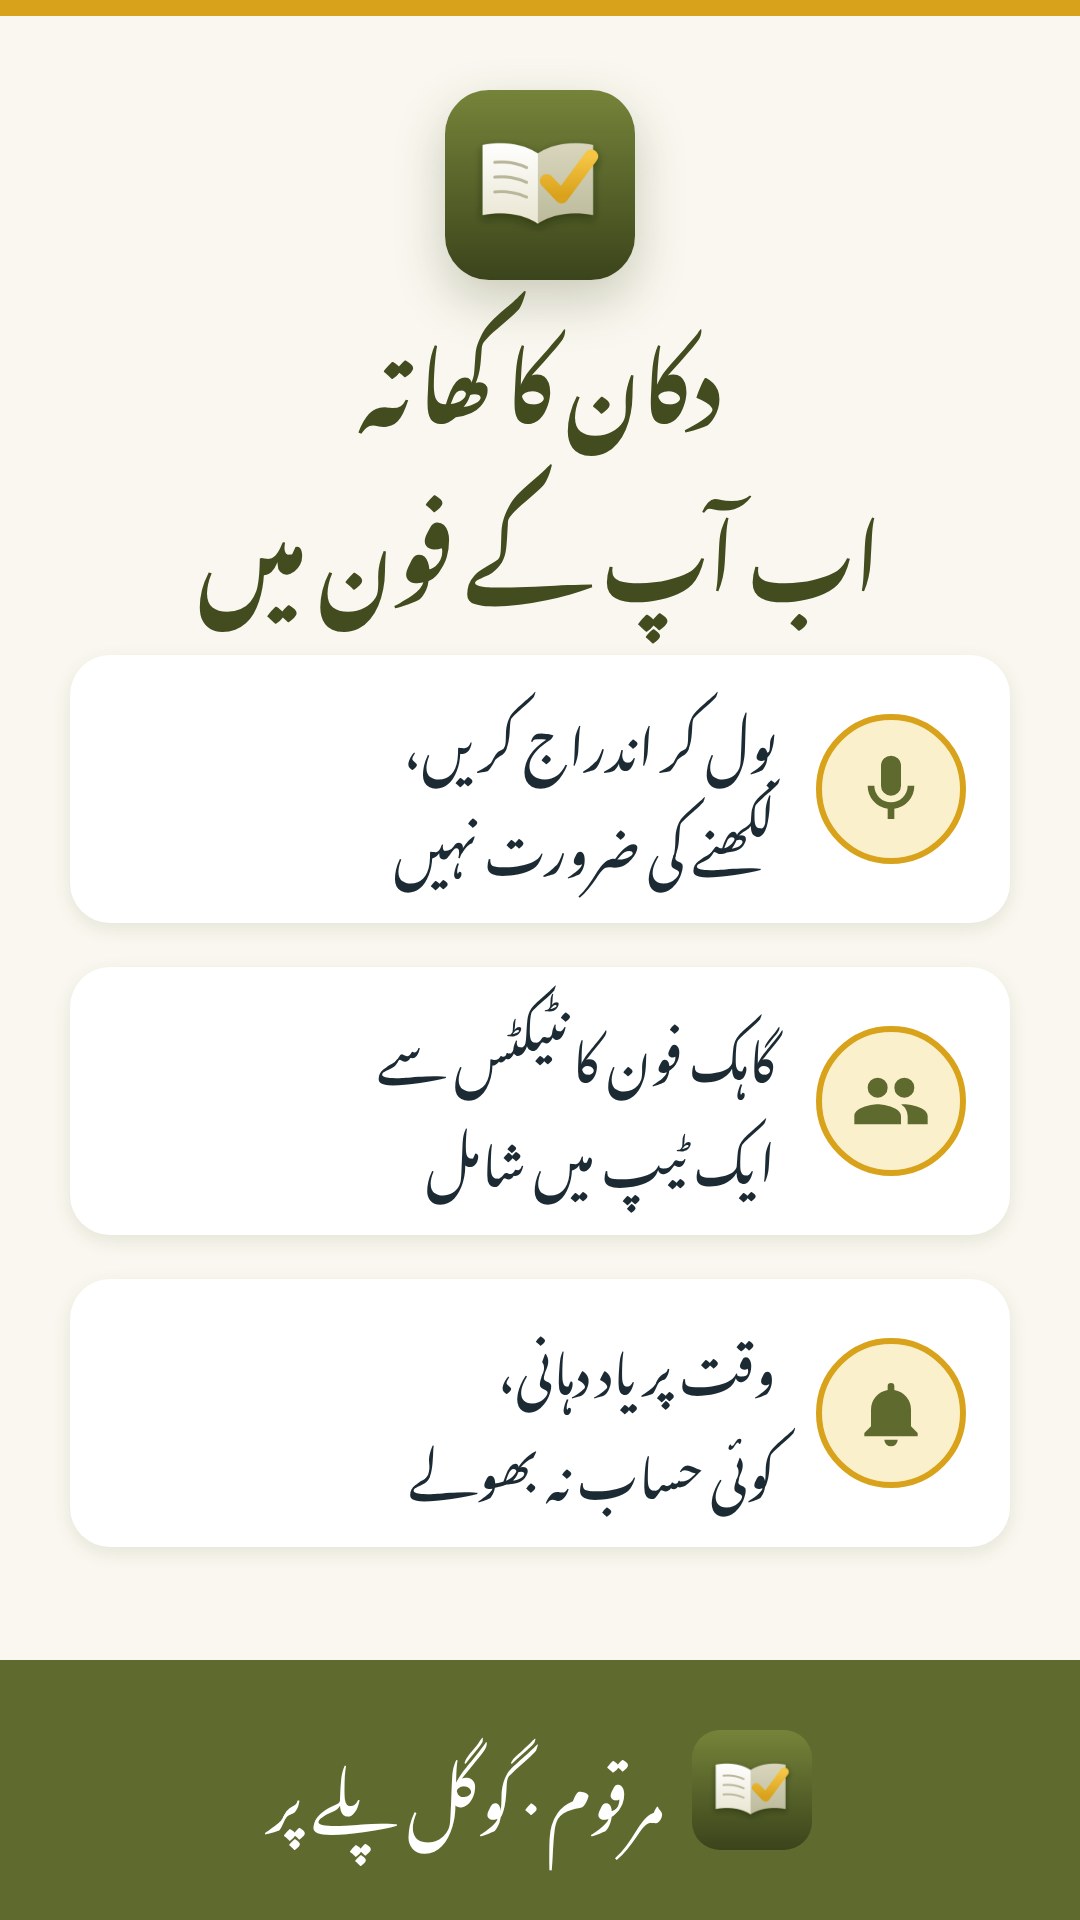 دکان کا کھاتہ
اب آپ کے فون میں
بول کر اندراج کریں،
لکھنے کی ضرورت نہیں
گاہک فون کانٹیکٹس سے
ایک ٹیپ میں شامل
وقت پر یاد دہانی،
کوئی حساب نہ بھولے
مرقوم · گوگل پلے پر